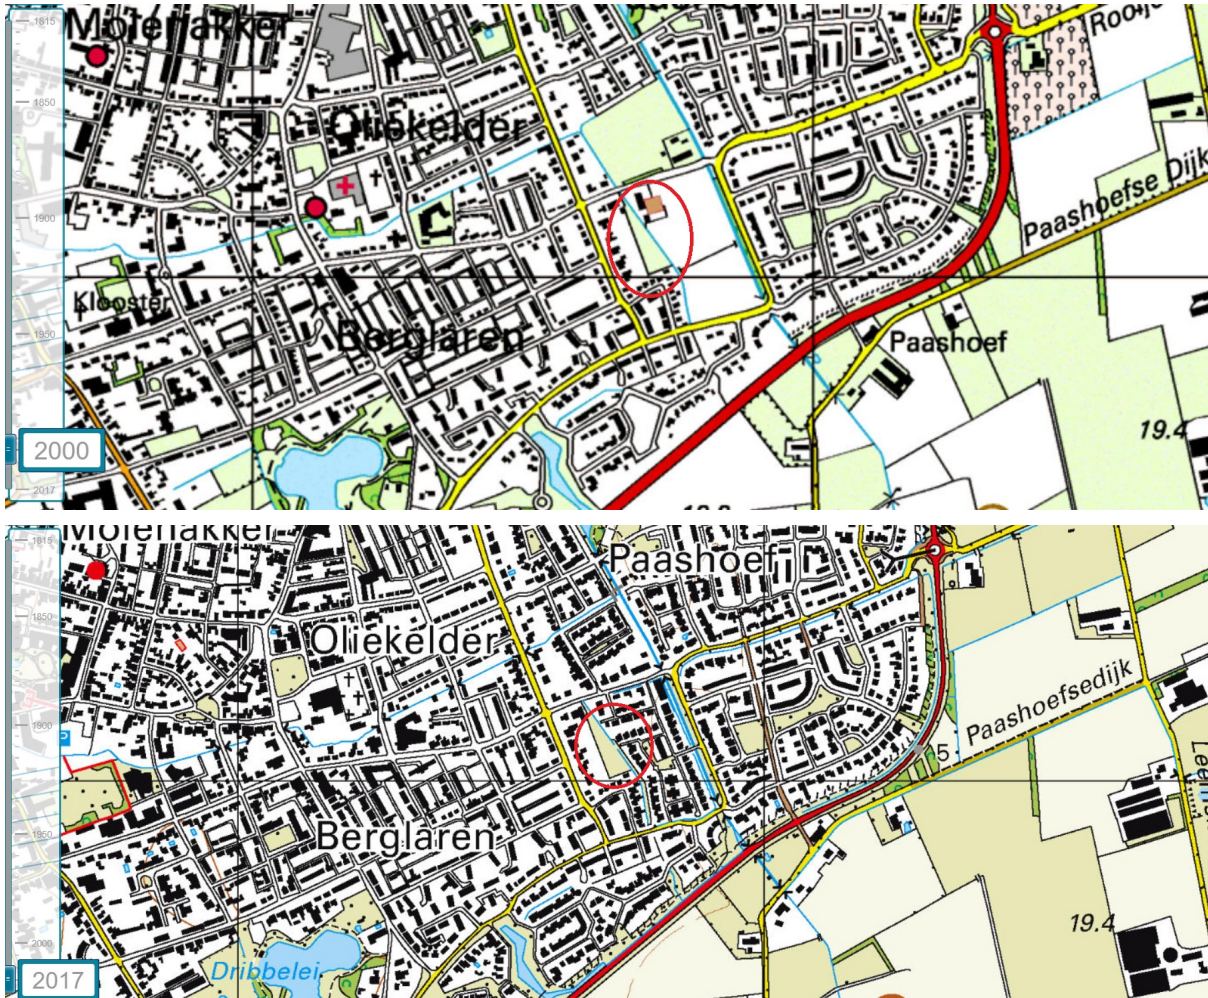 1815
Molenakker
Rooije
1850
Oliekelder
Paashoefse Dijk
1900
Klooster
1950
Berglaren
Paashoef
19.4
2000
2017
1815
Molenakker
Paashoef
1850
Oliekelder
Paashoefsedijk
1900
5
1950
Berglaren
19.4
2000
Dribbelei
2017